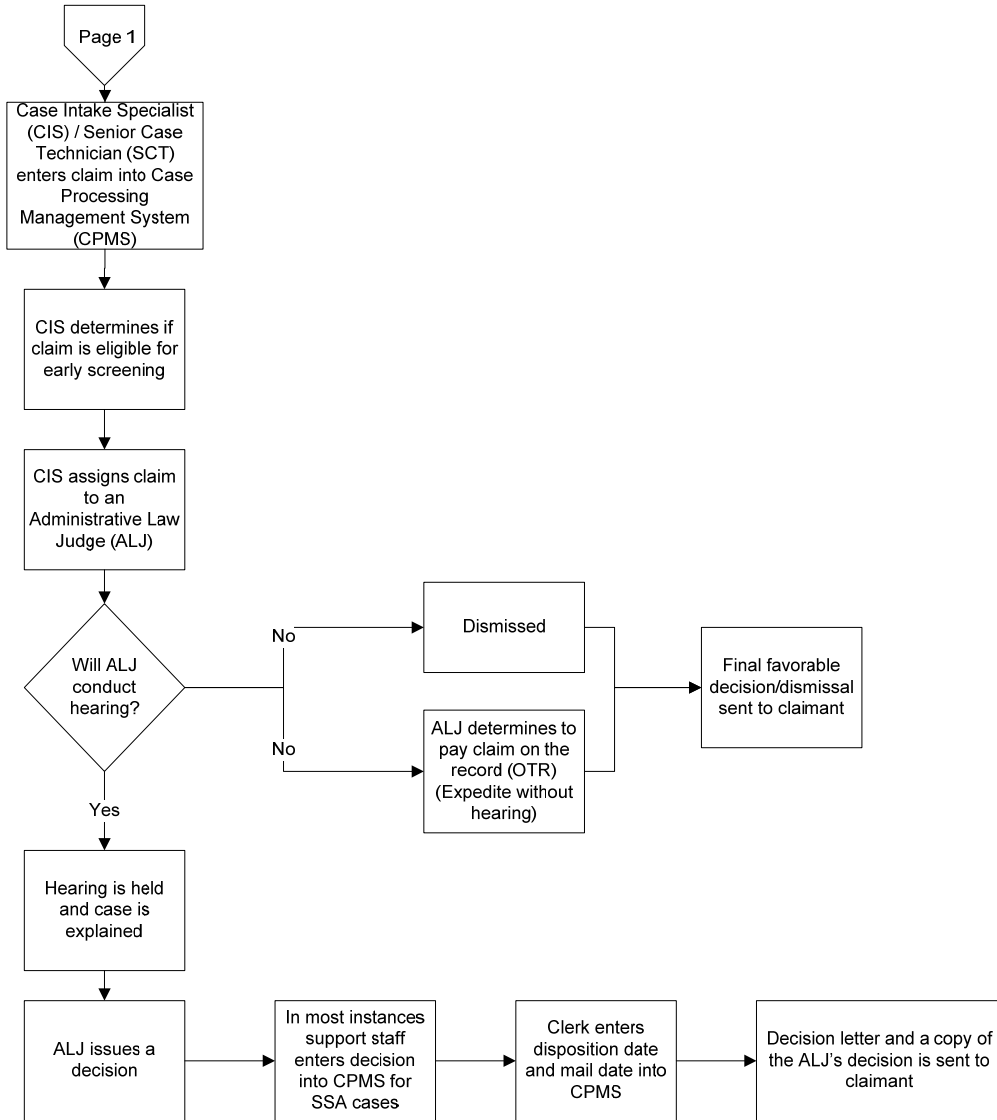 Page 1
Case Intake Specialist
(CIS) / Senior Case
Technician (SCT)
enters claim into Case
Processing
Management System
(CPMS)
CIS determines if
claim is eligible for
early screening
CIS assigns claim
to an
Administrative Law
Judge (ALJ)
Will ALJ
conduct
hearing?
No
Dismissed
No
ALJ determines to
pay claim on the
record (OTR)
(Expedite without
hearing)
Final favorable
decision/dismissal
sent to claimant
Yes
Hearing is held
and case is
explained
ALJ issues a
decision
In most instances
support staff
enters decision
into CPMS for
SSA cases
Clerk enters
disposition date
and mail date into
CPMS
Decision letter and a copy of
the ALJ's decision is sent to
claimant